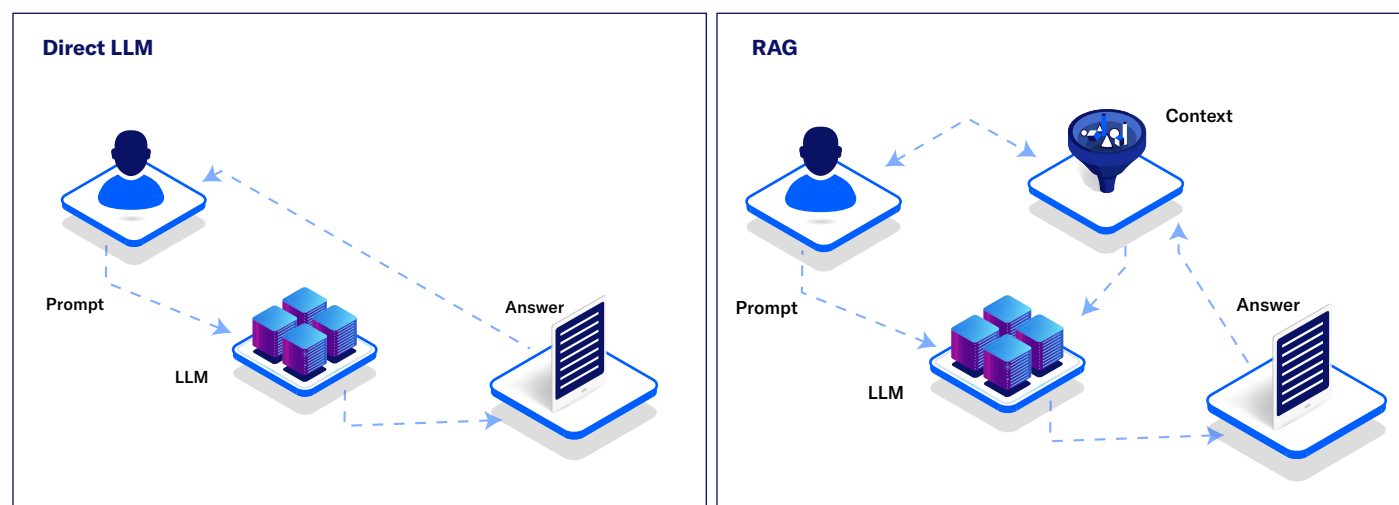 Direct LLM
Prompt
LLM
Answer
RAG
Context
Prompt
LLM
Answer